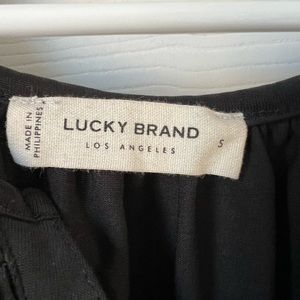 MADE IN
PHILIPPINES
LUCKY BRAND
LOS ANGELES
S